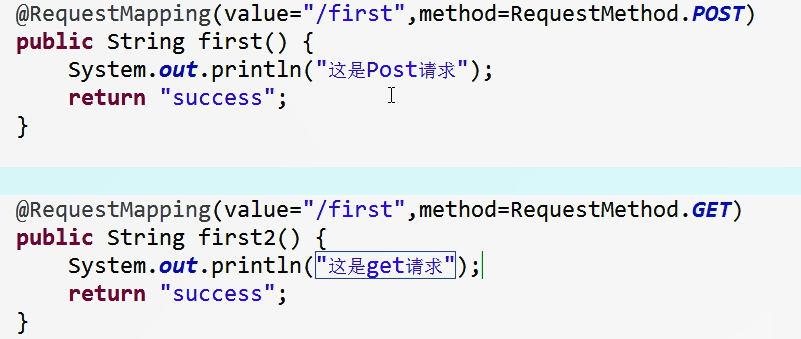 @RequestMapping(value="/first",method=RequestMethod.POST)
public String first() {
    System.out.println("这是Post请求");
    return "success";
}
@RequestMapping(value="/first",method=RequestMethod.GET)
public String first2() {
    System.out.println("这是get请求");
    return "success";
}